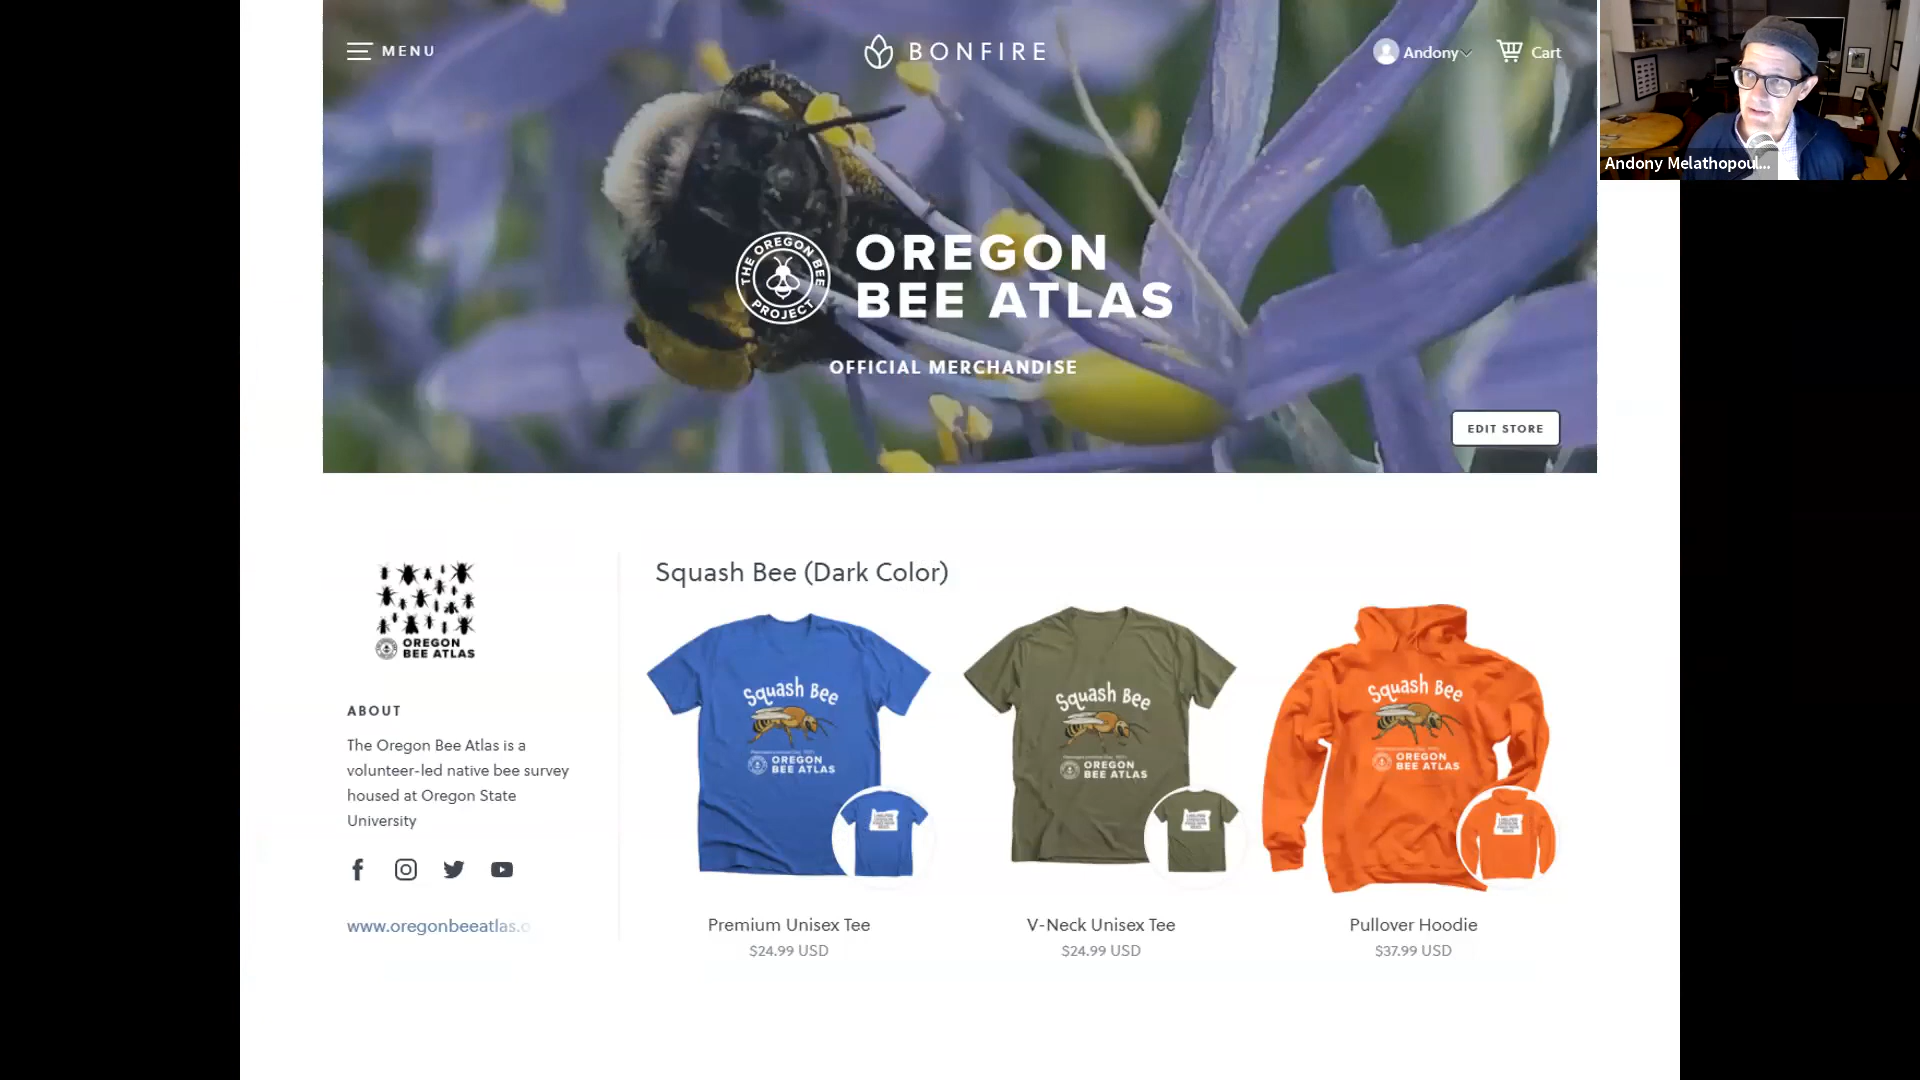 MENU
BONFIRE
Andony
Cart
Andony Melathopoul...
THE OREGON BEE PROJECT
OREGON
BEE ATLAS
OFFICIAL MERCHANDISE
EDIT STORE
OREGON
BEE ATLAS
ABOUT
The Oregon Bee Atlas is a
volunteer-led native bee survey
housed at Oregon State
University
www.oregonbeeatlas.o
Squash Bee (Dark Color)
Squash Bee
OREGON
BEE ATLAS
Premium Unisex Tee
$24.99 USD
Squash Bee
OREGON
BEE ATLAS
V-Neck Unisex Tee
$24.99 USD
Squash Bee
OREGON
BEE ATLAS
Pullover Hoodie
$37.99 USD